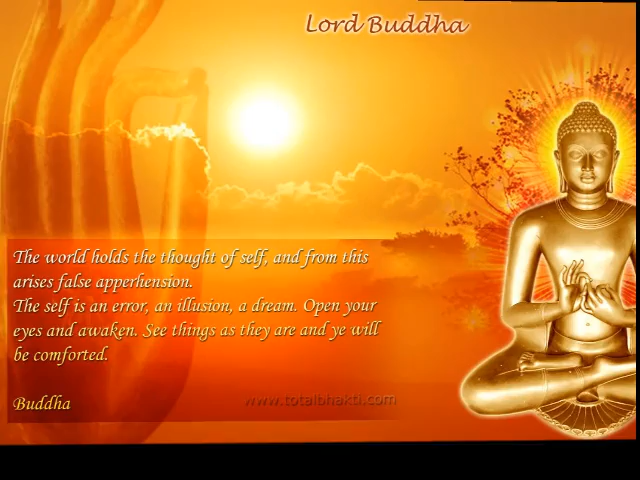 Lord Buddha
The world holds the thought of self, and from this
arises false apperhension.
The self is an error, an illusion, a dream. Open your
eyes and awaken. See things as they are and ye will
be comforted.
Buddha
www.totalbhakti.com